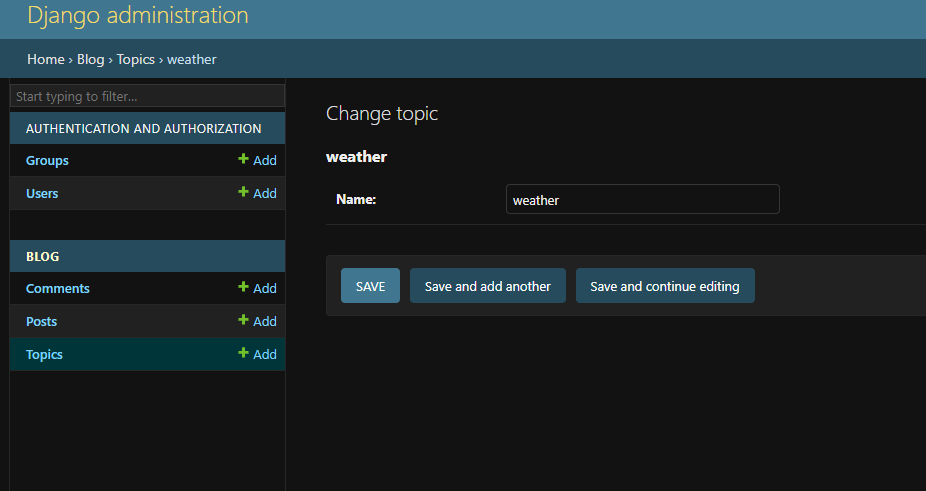 Django administration
Home › Blog › Topics › weather
Start typing to filter...
AUTHENTICATION AND AUTHORIZATION
Groups + Add
Users + Add
BLOG
Comments + Add
Posts + Add
Topics + Add
Change topic
weather
Name: weather
SAVE Save and add another Save and continue editing